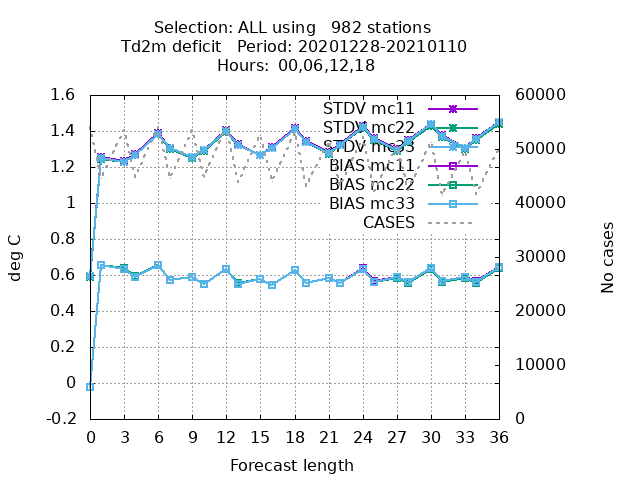 Selection: ALL using   982 stations
Td2m deficit   Period: 20201228-20210110
Hours:  00,06,12,18
1.6
1.4
1.2
1
0.8
0.6
0.4
0.2
0
-0.2
deg C
STDV mc11
STDV mc22
STDV mc33
BIAS mc11
BIAS mc22
BIAS mc33
CASES
60000
50000
40000
30000
20000
10000
0
No cases
0 3 6 9 12 15 18 21 24 27 30 33 36
Forecast length